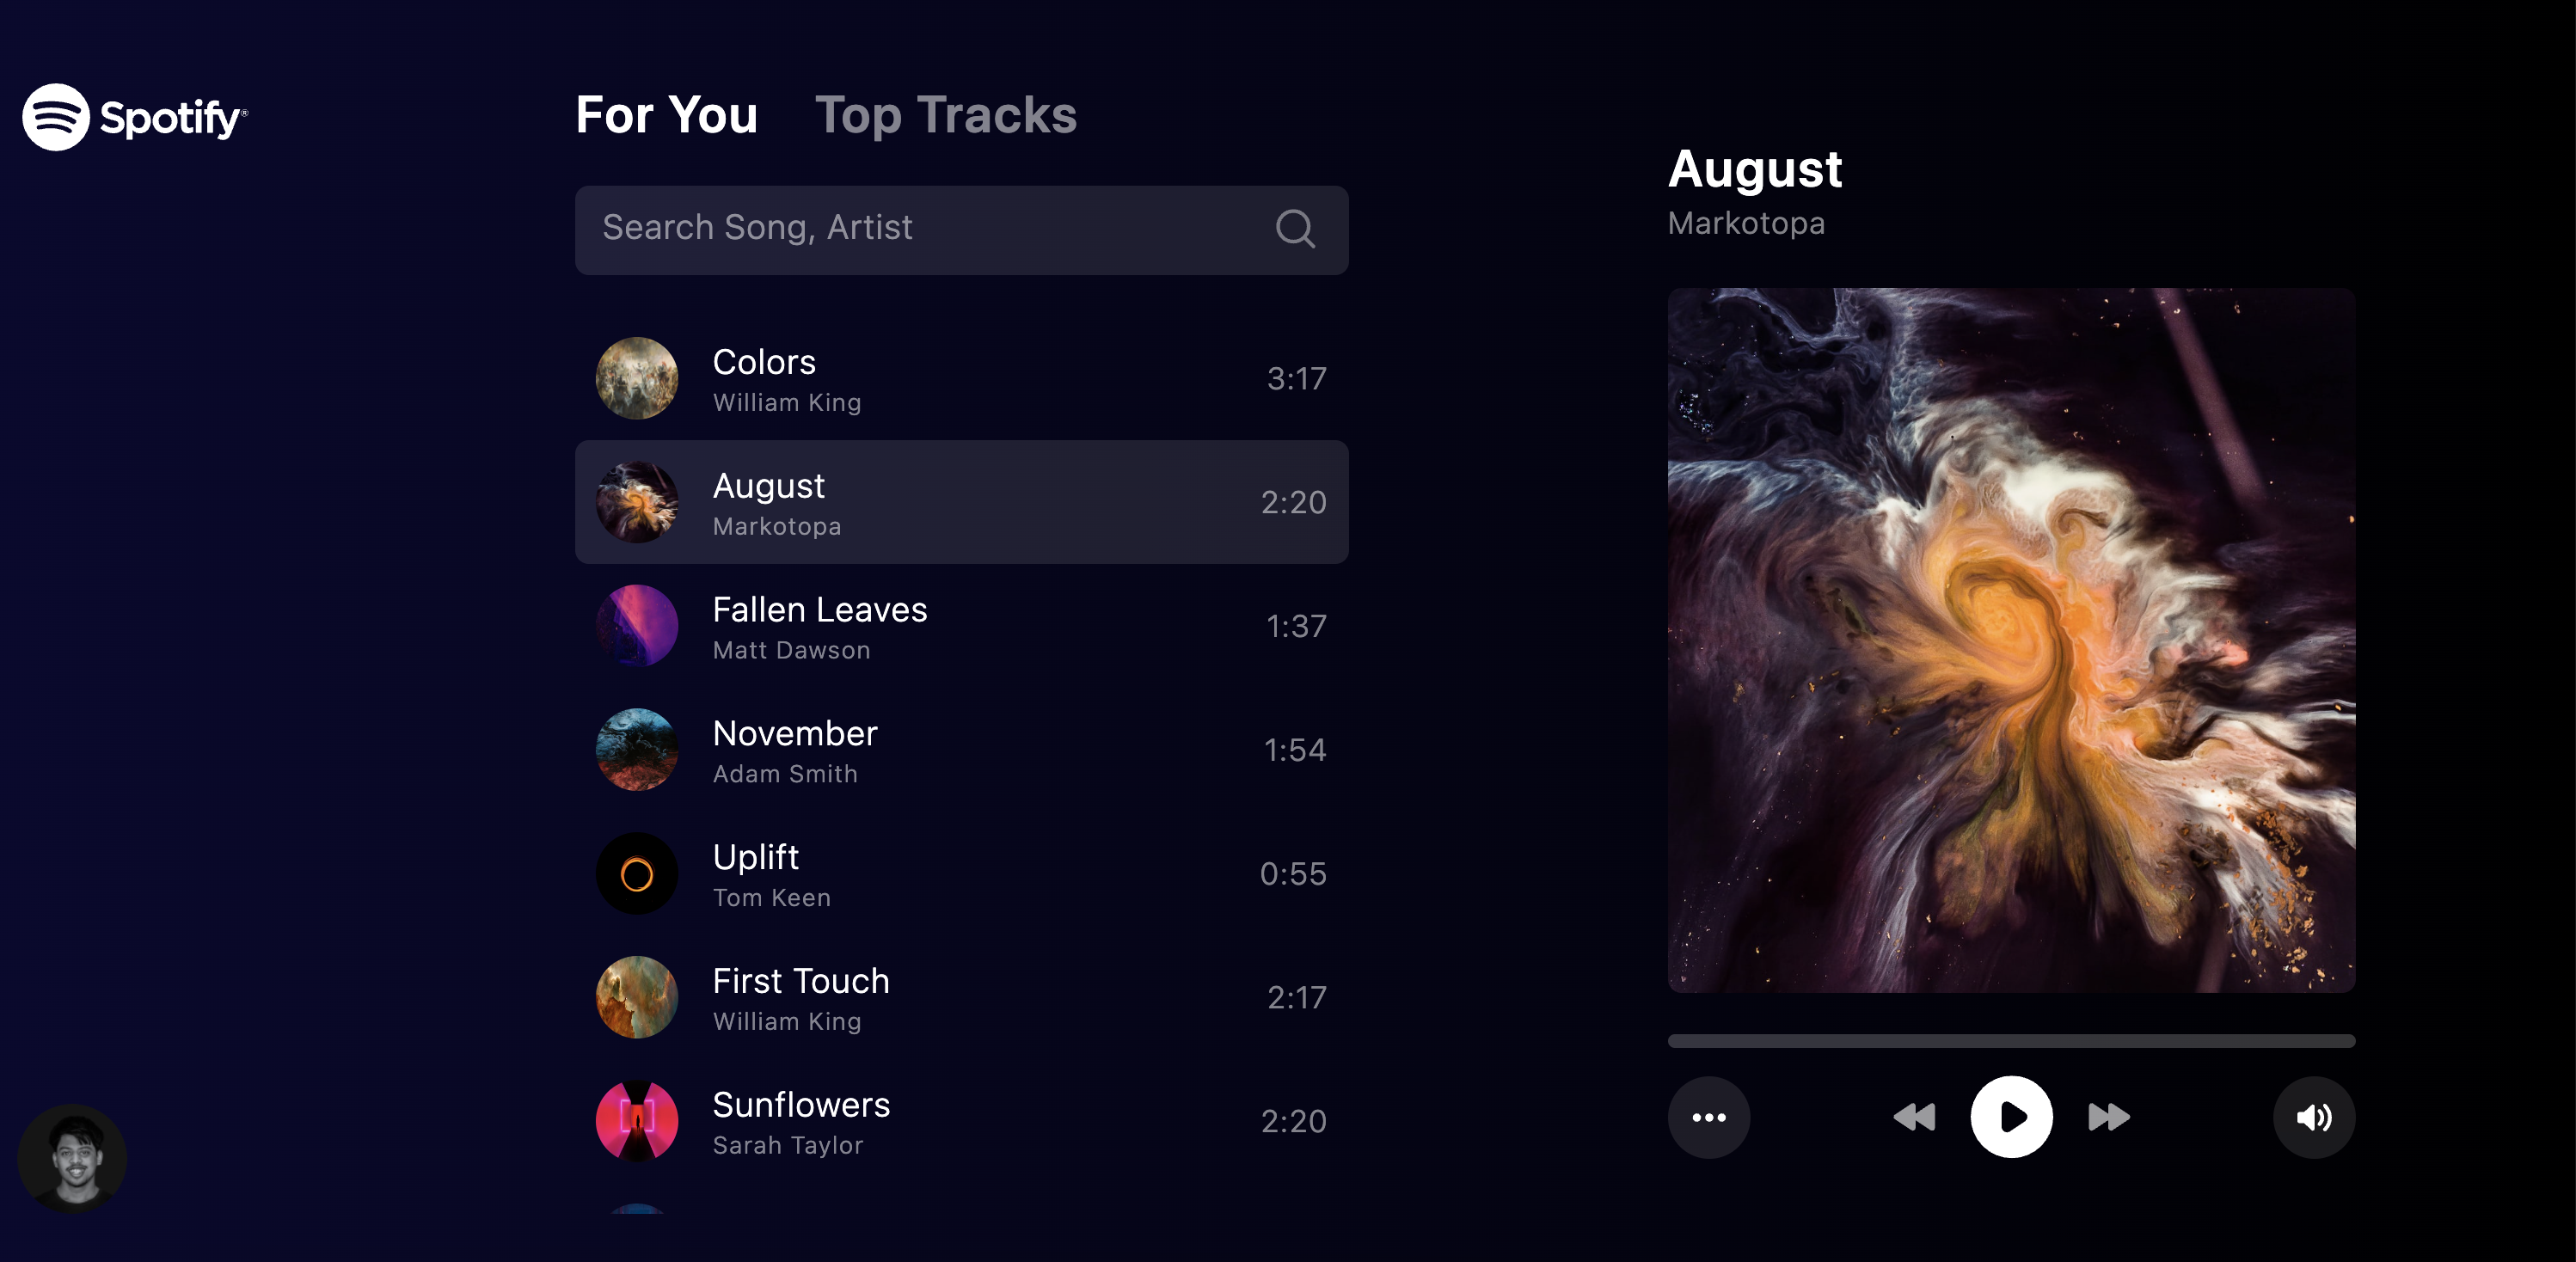 Spotify®
For You
Top Tracks
Search Song, Artist
Colors
William King
3:17
August
Markotopa
2:20
Fallen Leaves
Matt Dawson
1:37
November
Adam Smith
1:54
Uplift
Tom Keen
0:55
First Touch
William King
2:17
Sunflowers
Sarah Taylor
2:20
August
Markotopa